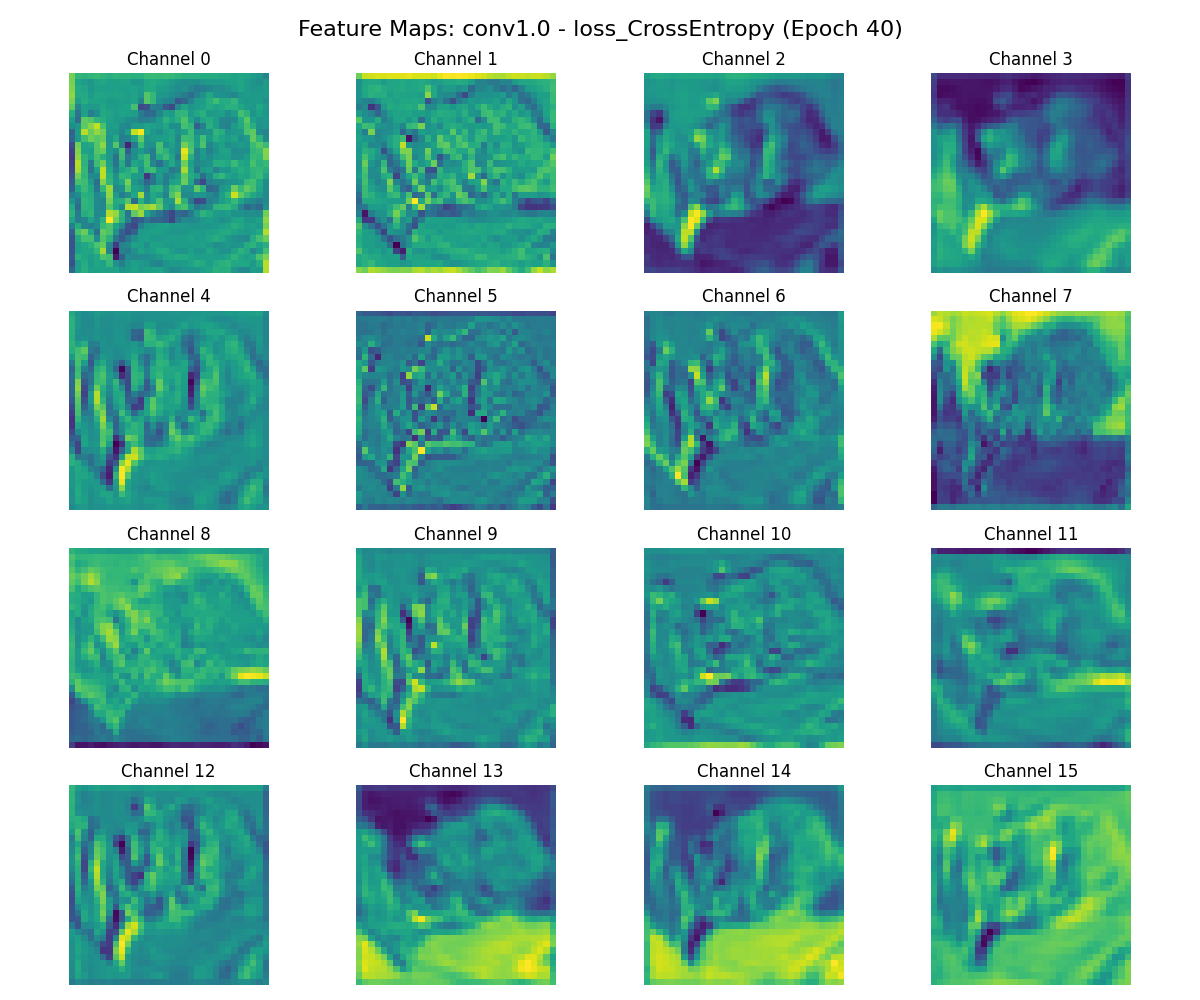 Feature Maps: conv1.0 - loss_CrossEntropy (Epoch 40)
Channel 0
Channel 1
Channel 2
Channel 3
Channel 4
Channel 5
Channel 6
Channel 7
Channel 8
Channel 9
Channel 10
Channel 11
Channel 12
Channel 13
Channel 14
Channel 15